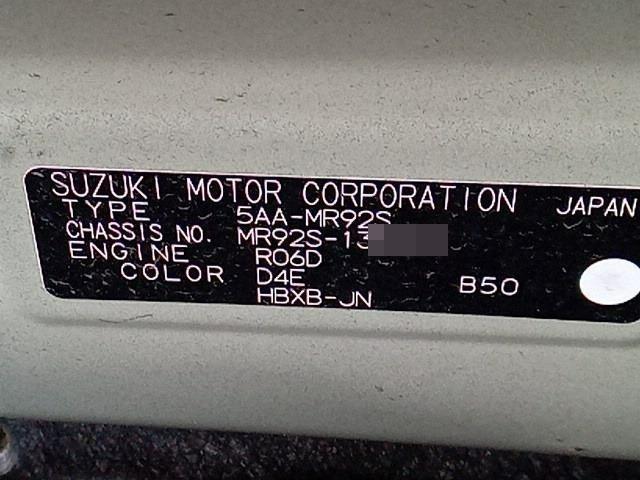 SUZUKI MOTOR CORPORATION JAPAN
TYPE 5AA-MR92S
CHASSIS NO. MR92S-13
ENGINE R06D
COLOR D4E B50
HBXB-JN